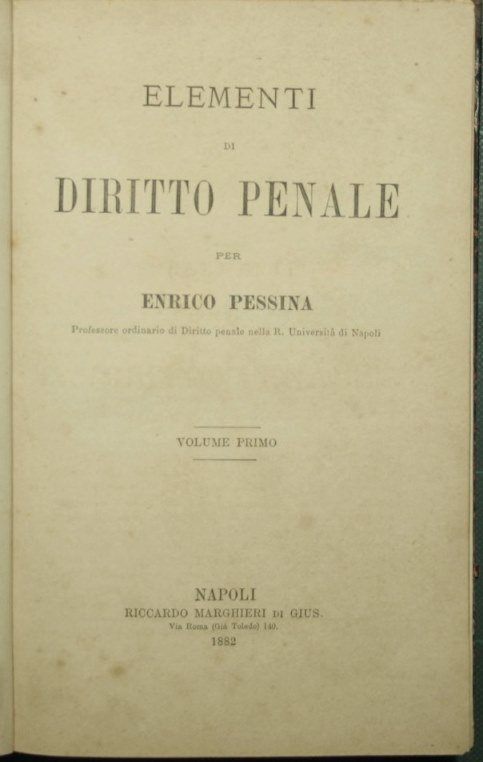 ELEMENTI
DI
DIRITTO PENALE
PER
ENRICO PESSINA
Professore ordinario di Diritto penale nella R. Università di Napoli
VOLUME PRIMO
NAPOLI
RICCARDO MARGHIERI DI GIUS.
Via Roma (Già Toledo) 140.
1882